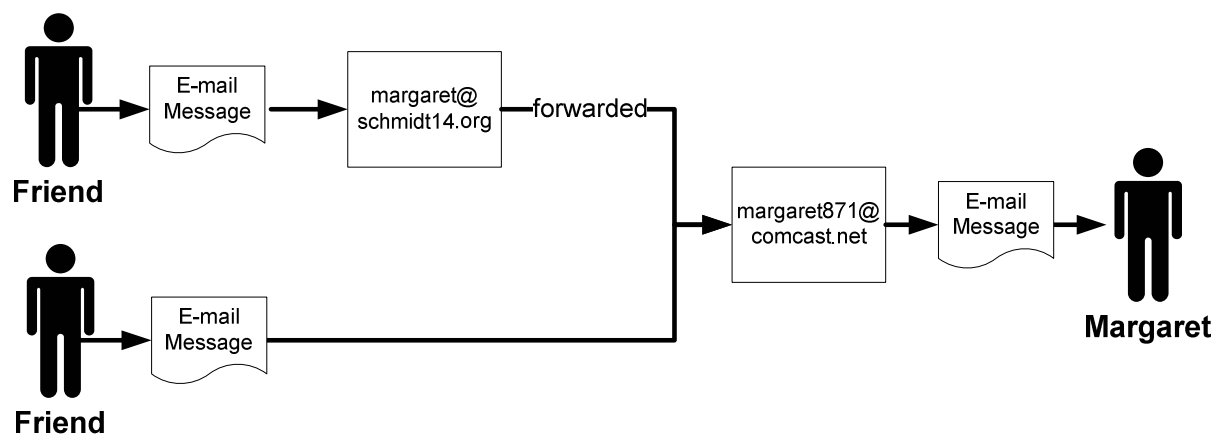 E-mail
Message
margaret@
schmidt14.org
forwarded
Friend
margaret871@
comcast.net
E-mail
Message
Margaret
E-mail
Message
Friend